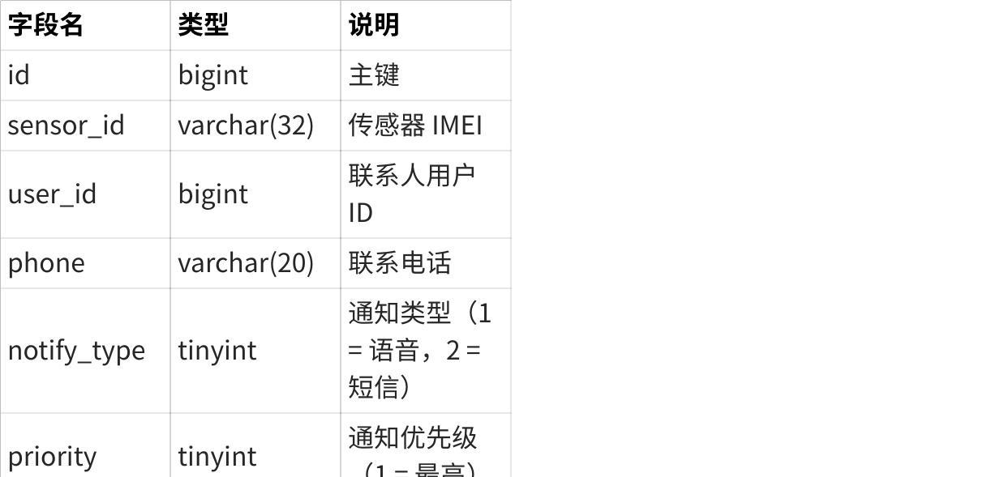 字段名 类型 说明
id bigint 主键
sensor_id varchar(32) 传感器 IMEI
user_id bigint 联系人用户
ID
phone varchar(20) 联系电话
notify_type tinyint 通知类型（1
= 语音，2 =
短信）
priority tinyint 通知优先级
（1 = 最高）